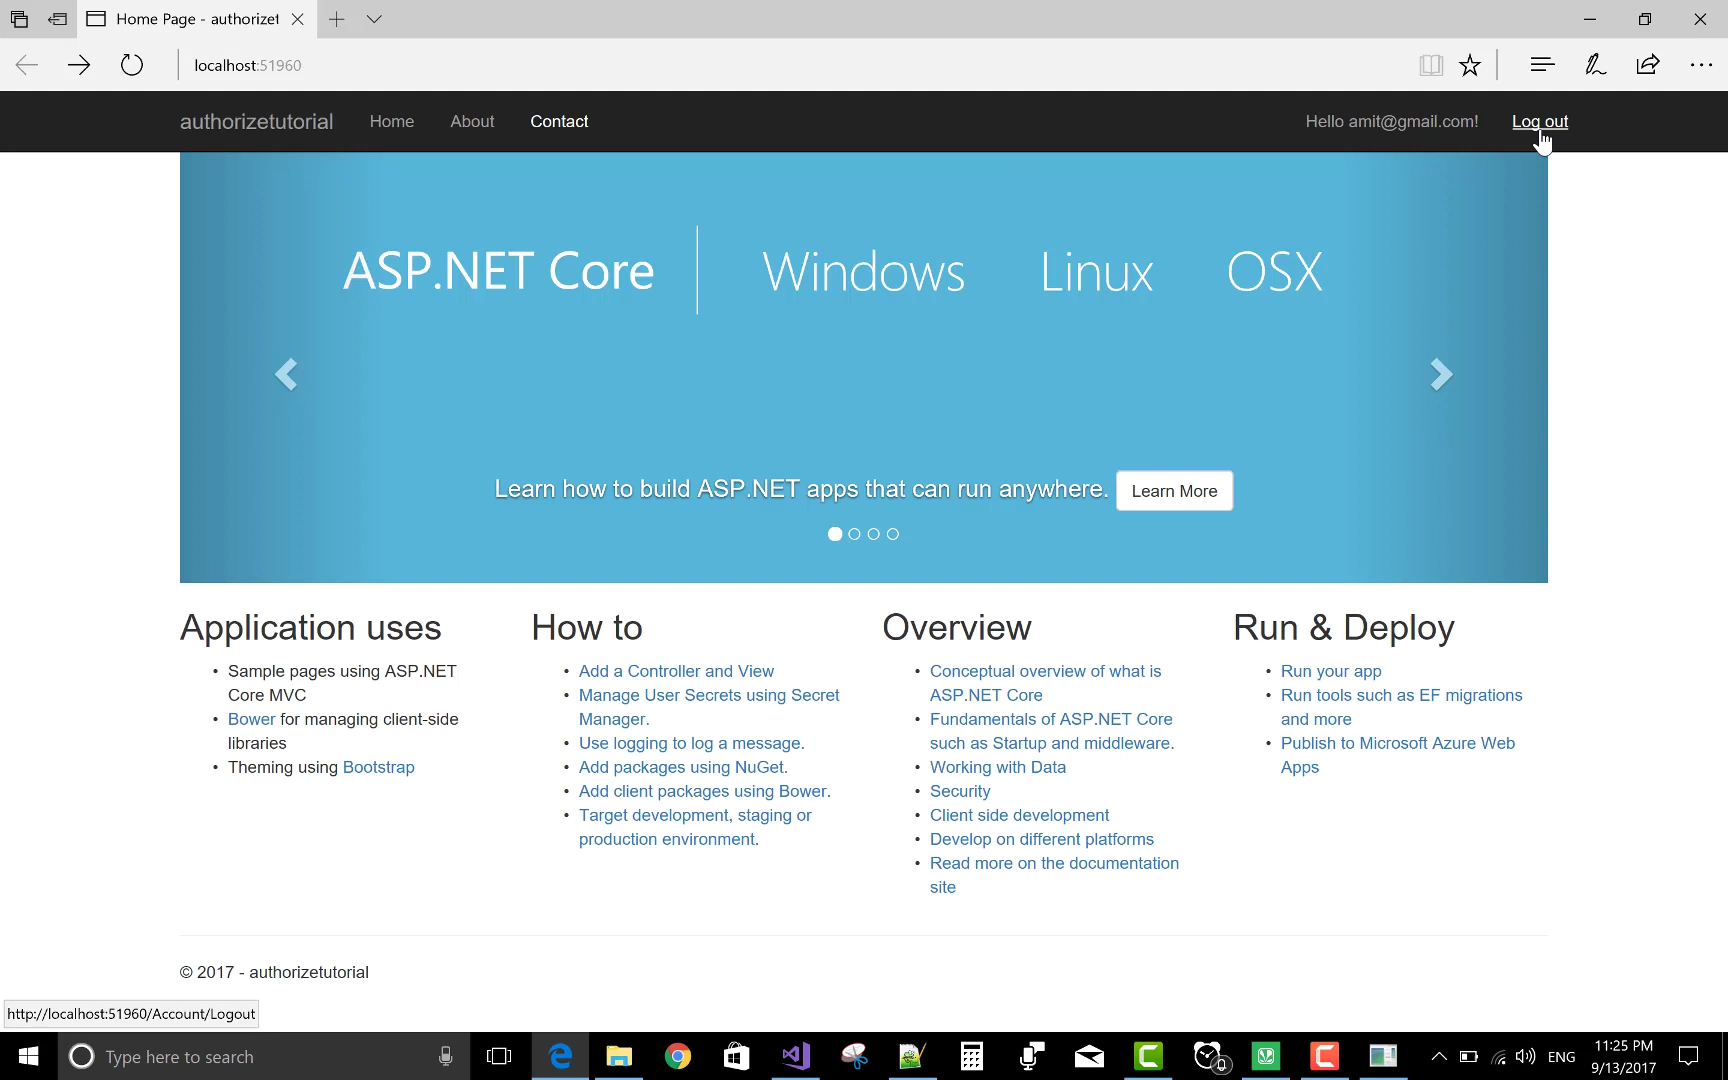 Home Page - authorizet
localhost:51960
authorizetutorial Home About Contact Hello amit@gmail.com! Log out
ASP.NET Core Windows Linux OSX
Learn how to build ASP.NET apps that can run anywhere. Learn More
Application uses
Sample pages using ASP.NET
Core MVC
Bower for managing client-side
libraries
Theming using Bootstrap
How to
Add a Controller and View
Manage User Secrets using Secret
Manager.
Use logging to log a message.
Add packages using NuGet.
Add client packages using Bower.
Target development, staging or
production environment.
Overview
Conceptual overview of what is
ASP.NET Core
Fundamentals of ASP.NET Core
such as Startup and middleware.
Working with Data
Security
Client side development
Develop on different platforms
Read more on the documentation
site
Run & Deploy
Run your app
Run tools such as EF migrations
and more
Publish to Microsoft Azure Web
Apps
© 2017 - authorizetutorial
http://localhost:51960/Account/Logout
Type here to search
ENG
11:25 PM
9/13/2017